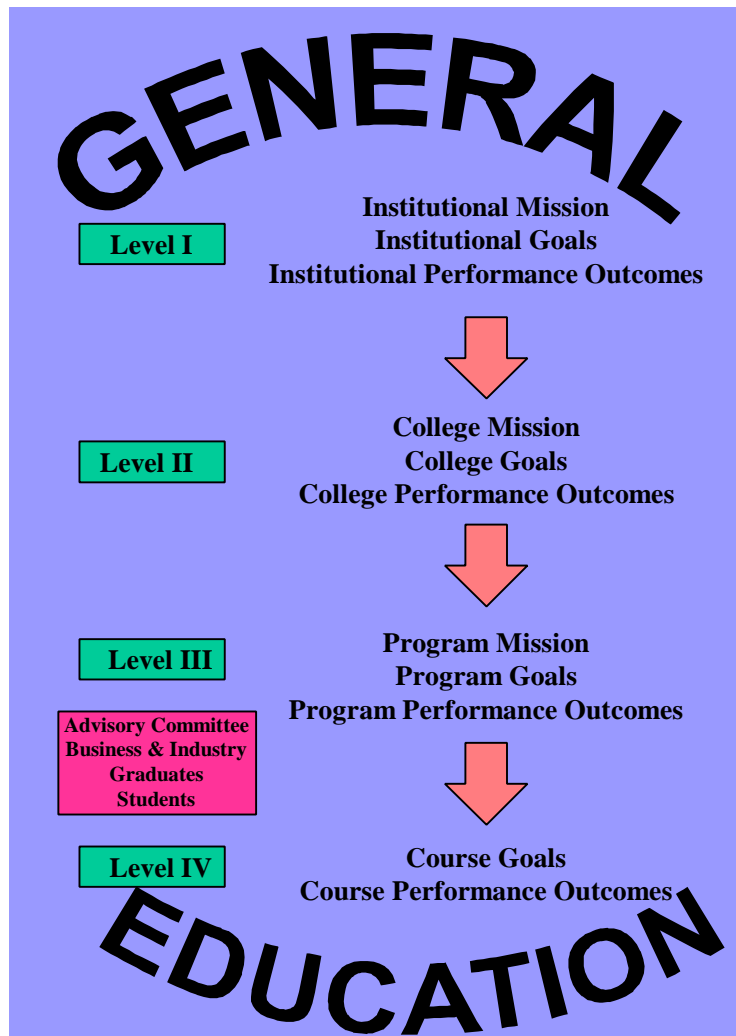 GENERAL
Level I
Institutional Mission
Institutional Goals
Institutional Performance Outcomes
Level II
College Mission
College Goals
College Performance Outcomes
Level III
Program Mission
Program Goals
Program Performance Outcomes
Advisory Committee
Business & Industry
Graduates
Students
Level IV
Course Goals
Course Performance Outcomes
EDUCATION